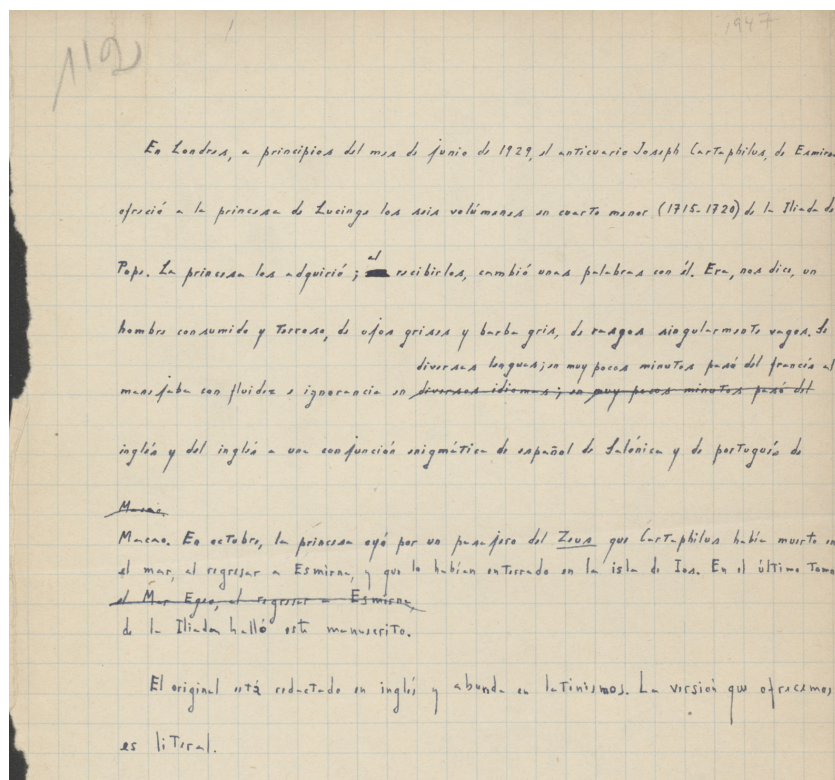 112
1947
En Londres, a principios del mes de junio de 1929, el anticuario Joseph Cartaphilus, de Esmirna
ofreció a la princesa de Lucinge los seis volúmenes en cuarto menor (1715-1720) de la Ilíada de
al
Pope. La princesa los adquirió; recibirlos, cambió unas palabras con él. Era, nos dice, un
hombre consumido y terroso, de ojos grises y barba gris, de rasgos singularmente vagos. Se
diversas lenguas; en muy pocos minutos pasó del francés al
manejaba con fluidez e ignorancia en diversos idiomas; en muy pocos minutos pasó del
inglés y del inglés a una conjunción enigmática de español de Salónica y de portugués de
Macao.
Macao. En octubre, la princesa oyó por un pasajero del Zeus que Cartaphilus había muerto en
el mar, al regresar a Esmirna, y que lo habían enterrado en la isla de Ios. En el último tomo
el Mar Egeo, al regresar a Esmirna,
de la Ilíada halló este manuscrito.
El original está redactado en inglés y abunda en latinismos. La versión que ofrecemos
es literal.